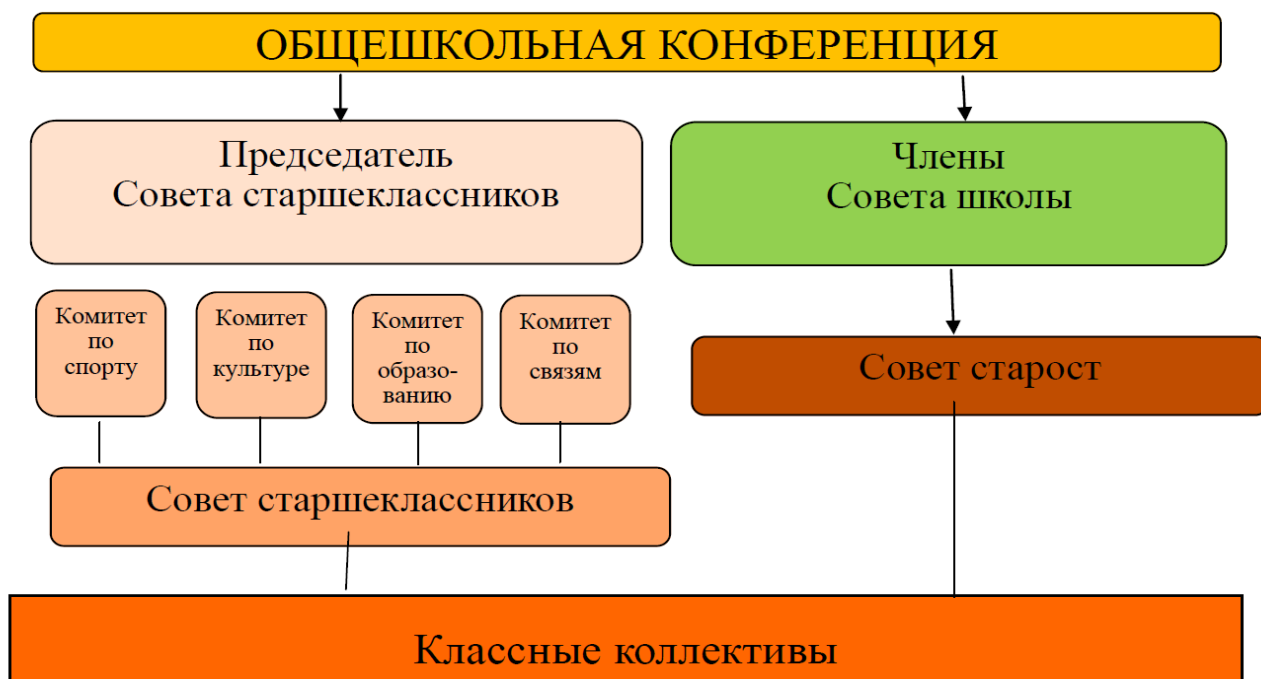 ОБЩЕШКОЛЬНАЯ КОНФЕРЕНЦИЯ
Председатель
Совета старшеклассников
Члены
Совета школы
Комитет
по
спорту
Комитет
по
культуре
Комитет
по
образо-
ванию
Комитет
по
связям
Совет старост
Совет старшеклассников
Классные коллективы